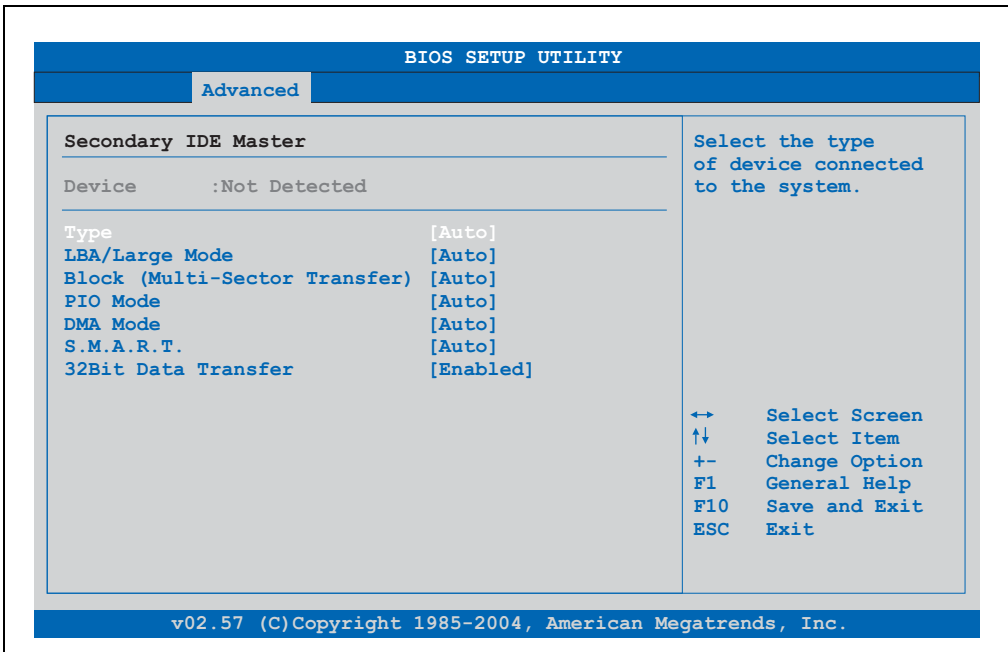 BIOS SETUP UTILITY
Advanced
Secondary IDE Master
Device :Not Detected
Type [Auto]
LBA/Large Mode [Auto]
Block (Multi-Sector Transfer) [Auto]
PIO Mode [Auto]
DMA Mode [Auto]
S.M.A.R.T. [Auto]
32Bit Data Transfer [Enabled]
Select the type
of device connected
to the system.
↔ Select Screen
↑↓ Select Item
+- Change Option
F1 General Help
F10 Save and Exit
ESC Exit
v02.57 (C)Copyright 1985-2004, American Megatrends, Inc.